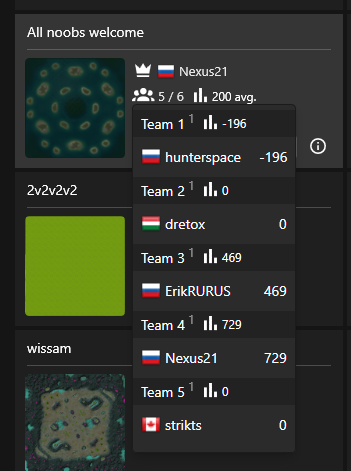 All noobs welcome
Nexus21
5 / 6 200 avg.
Team 1 1 -196
hunterspace -196
Team 2 1 0
dretox 0
Team 3 1 469
ErikRURUS 469
Team 4 1 729
Nexus21 729
Team 5 1 0
strikts 0
2v2v2v2
wissam